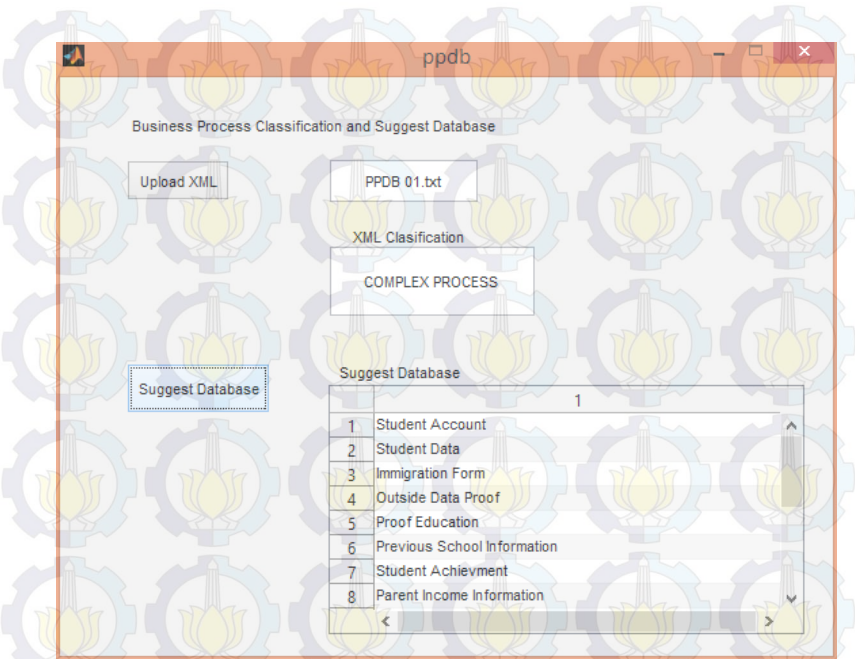 ppdb
Business Process Classification and Suggest Database
Upload XML
PPDB 01.txt
XML Clasification
COMPLEX PROCESS
Suggest Database
Suggest Database
1
1 Student Account
2 Student Data
3 Immigration Form
4 Outside Data Proof
5 Proof Education
6 Previous School Information
7 Student Achievment
8 Parent Income Information